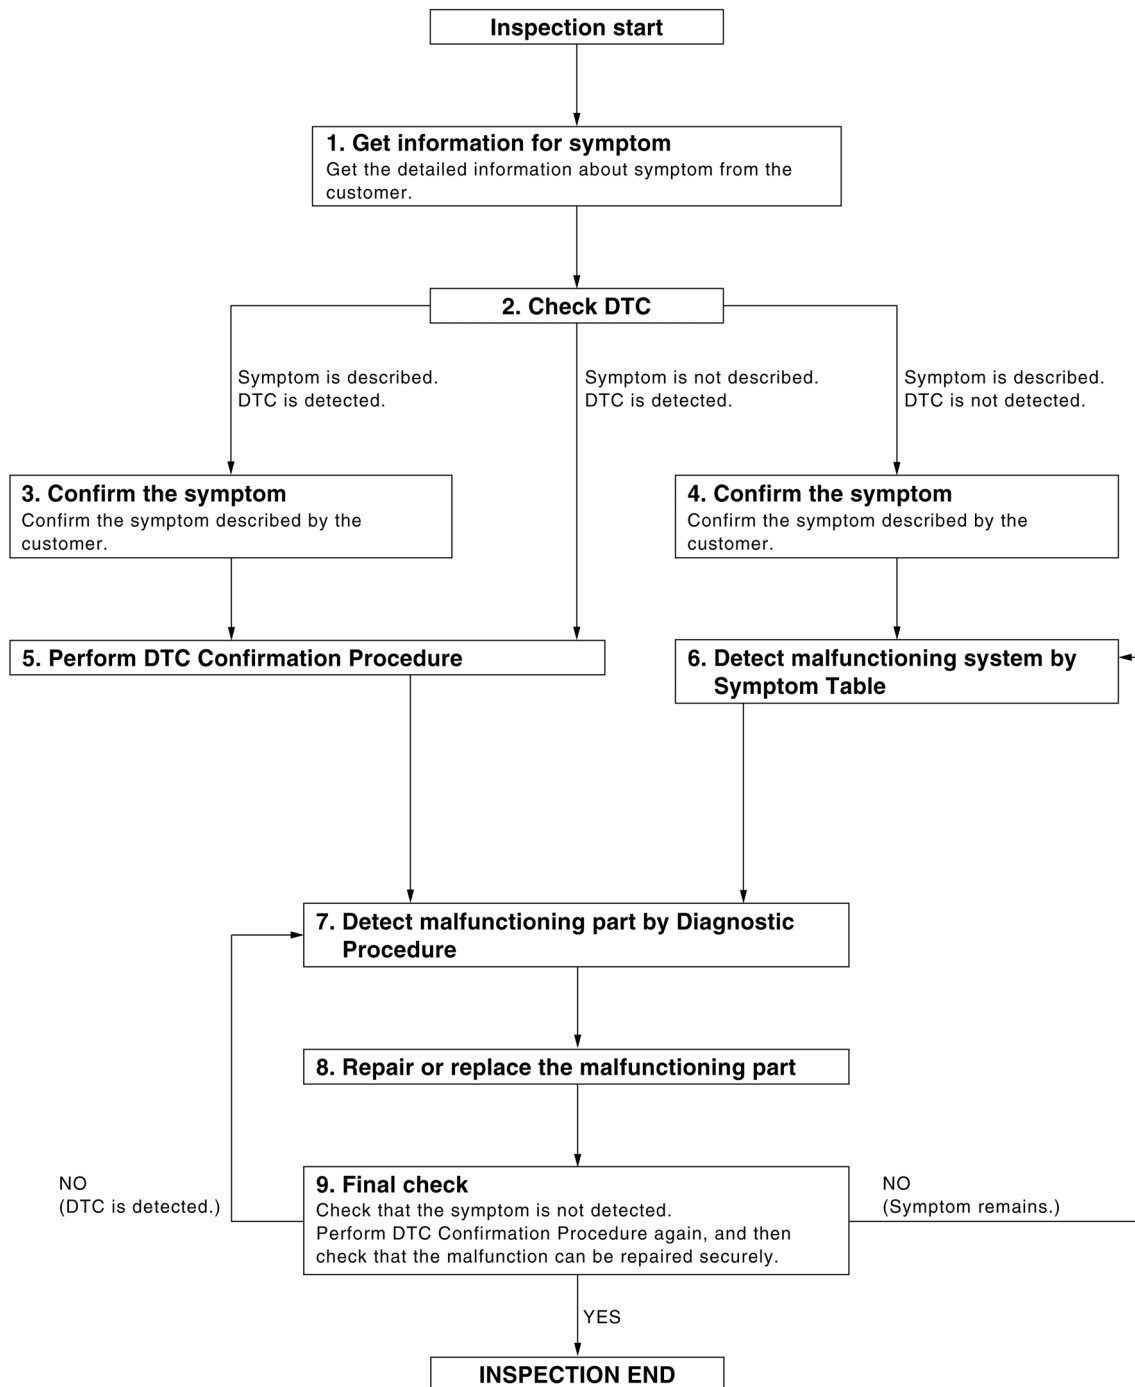 Inspection start
1. Get information for symptom
Get the detailed information about symptom from the
customer.
2. Check DTC
Symptom is described.
DTC is detected.
Symptom is not described.
DTC is detected.
Symptom is described.
DTC is not detected.
3. Confirm the symptom
Confirm the symptom described by the
customer.
4. Confirm the symptom
Confirm the symptom described by the
customer.
5. Perform DTC Confirmation Procedure
6. Detect malfunctioning system by
Symptom Table
7. Detect malfunctioning part by Diagnostic
Procedure
8. Repair or replace the malfunctioning part
NO
(DTC is detected.)
9. Final check
Check that the symptom is not detected.
Perform DTC Confirmation Procedure again, and then
check that the malfunction can be repaired securely.
NO
(Symptom remains.)
YES
INSPECTION END